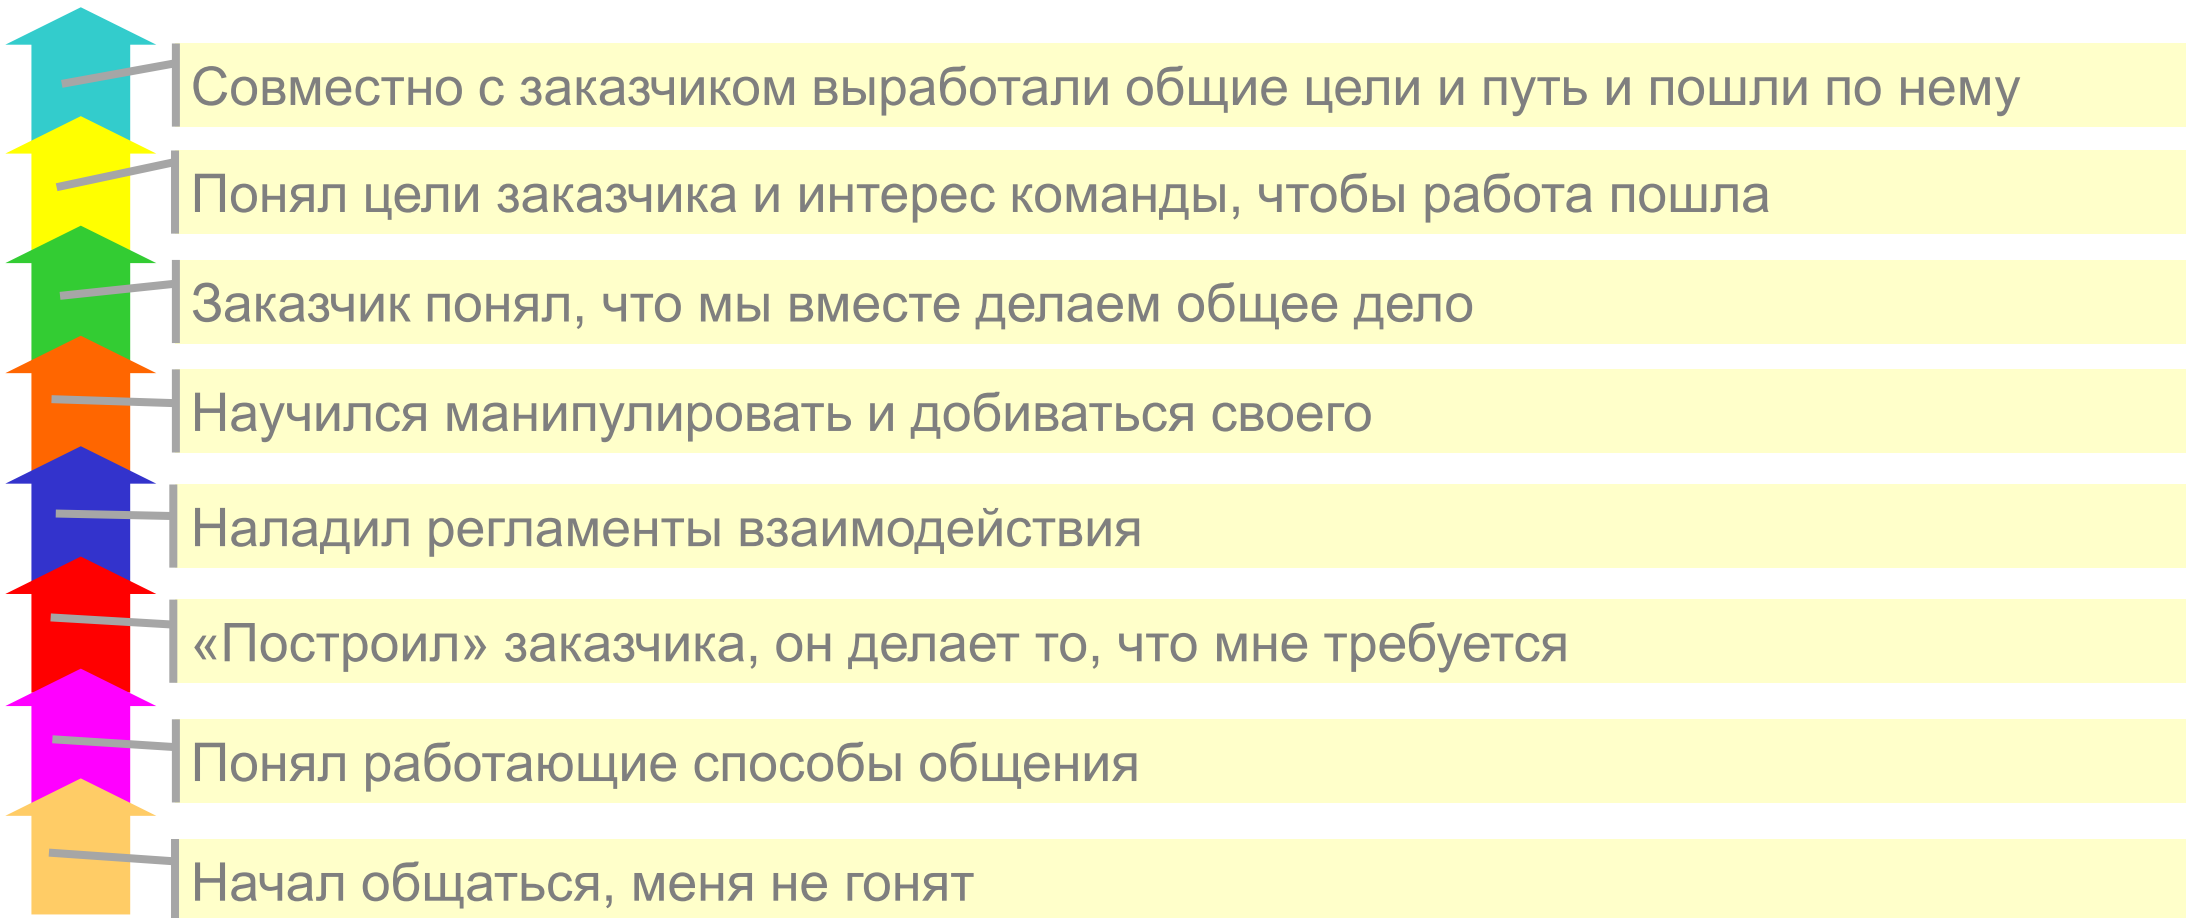 Совместно с заказчиком выработали общие цели и путь и пошли по нему
Понял цели заказчика и интерес команды, чтобы работа пошла
Заказчик понял, что мы вместе делаем общее дело
Научился манипулировать и добиваться своего
Наладил регламенты взаимодействия
«Построил» заказчика, он делает то, что мне требуется
Понял работающие способы общения
Начал общаться, меня не гонят